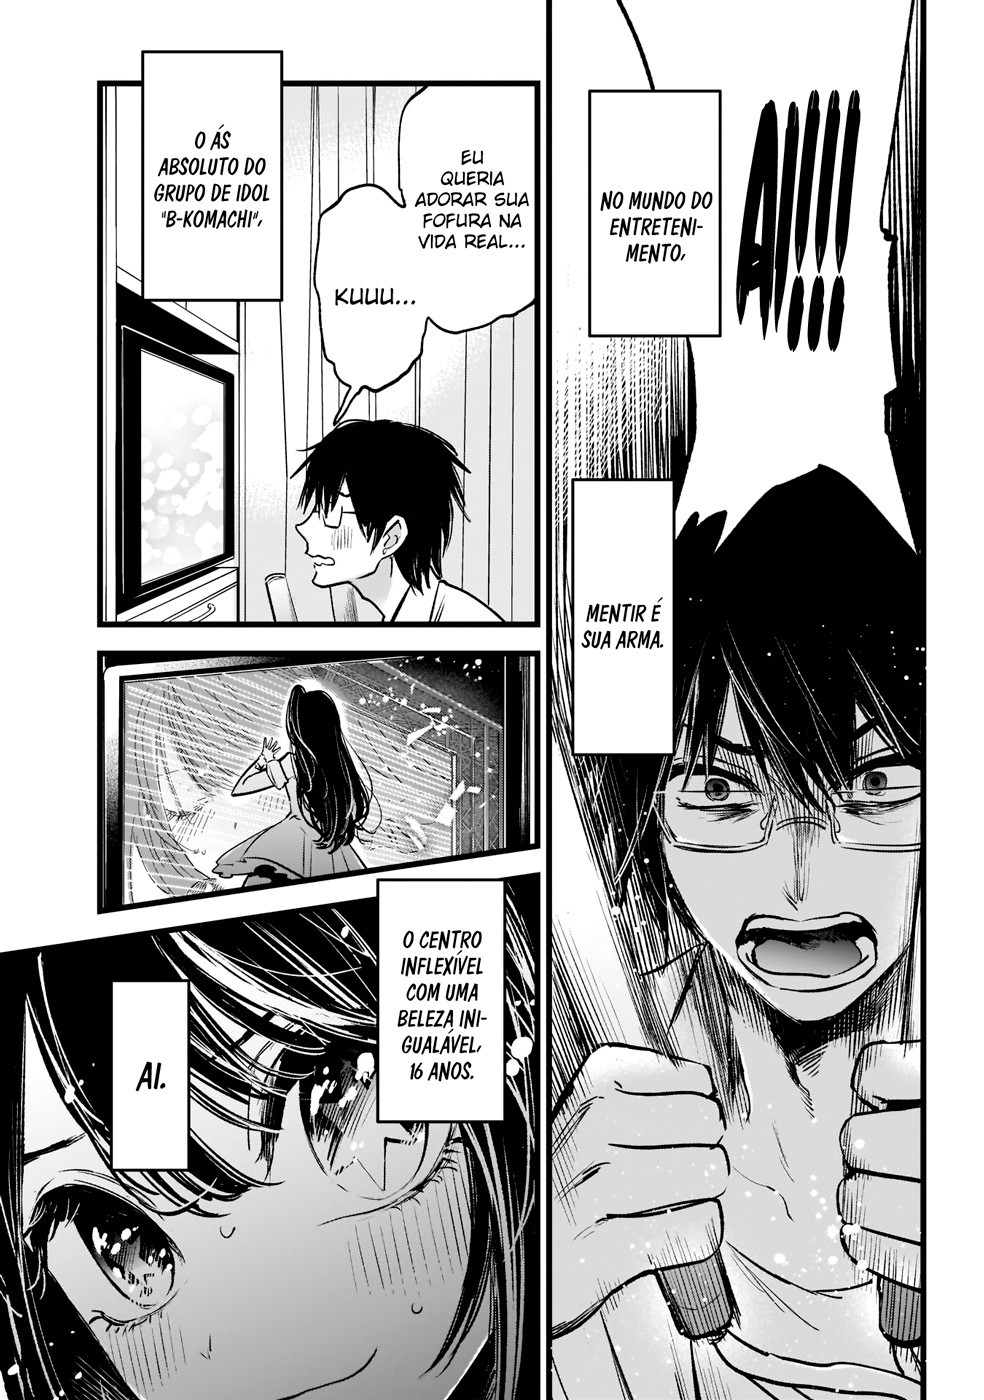 AI!!!!
NO MUNDO DO
ENTRETENI-
MENTO,
MENTIR É
SUA ARMA.
EU
QUERIA
ADORAR SUA
FOFURA NA
VIDA REAL...
KUUU...
O ÁS
ABSOLUTO DO
GRUPO DE IDOL
"B-KOMACHI",
O CENTRO
INFLEXÍVEL
COM UMA
BELEZA INI-
GUALÁVEL,
16 ANOS.
AI.